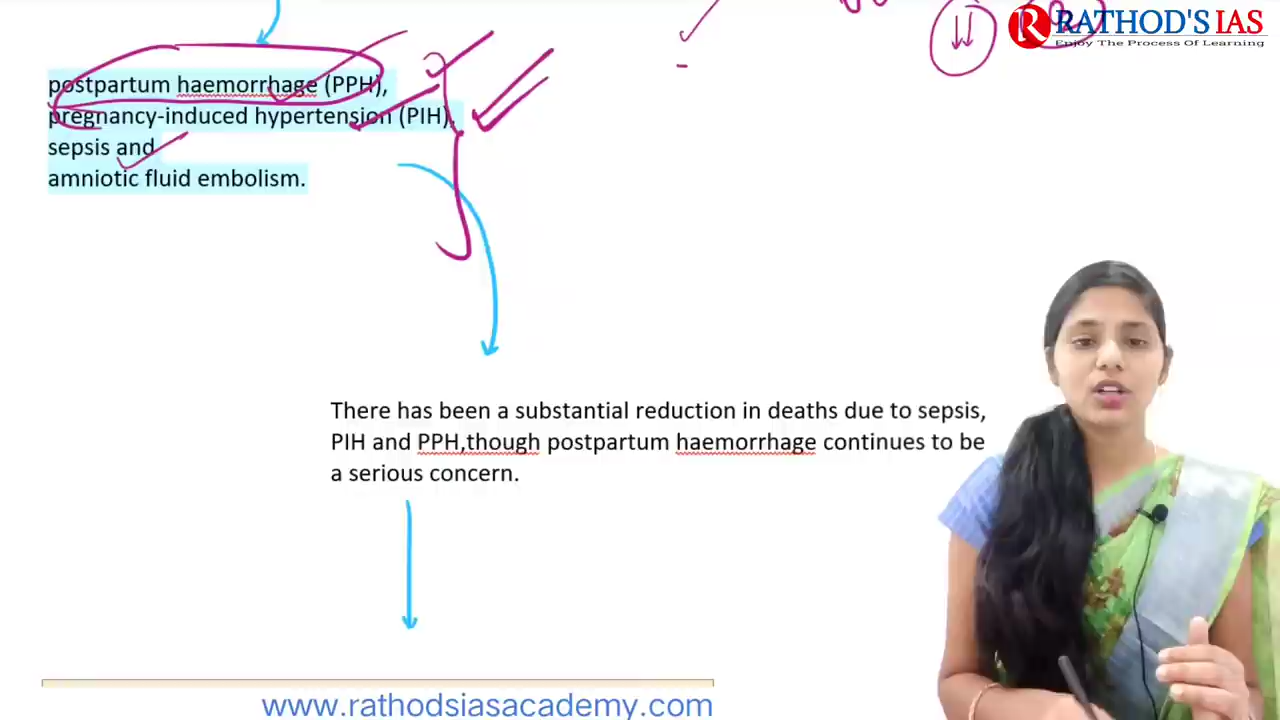 RATHOD'S IAS
Enjoy The Process Of Learning
postpartum haemorrhage (PPH),
pregnancy-induced hypertension (PIH),
sepsis and
amniotic fluid embolism.
There has been a substantial reduction in deaths due to sepsis,
PIH and PPH,though postpartum haemorrhage continues to be
a serious concern.
www.rathodsiasacademy.com